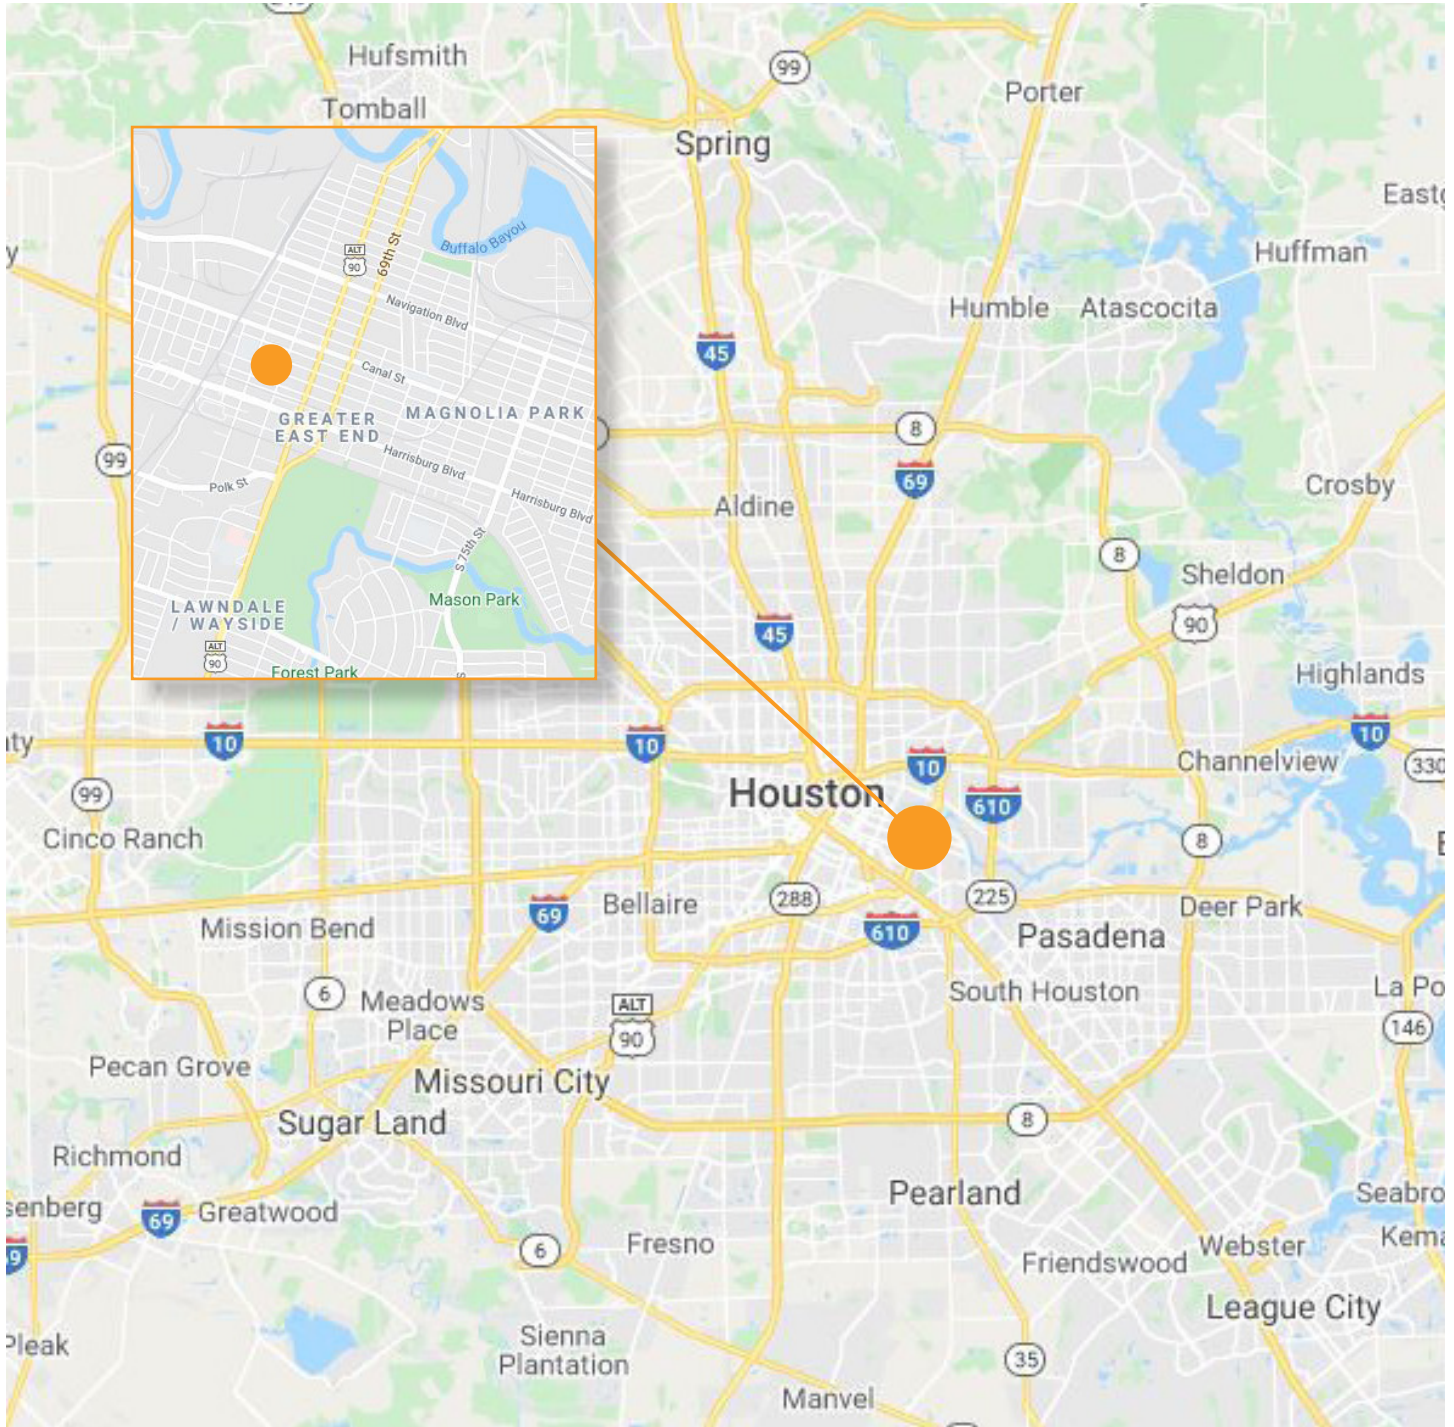 Hufsmith
99
Porter
Tomball
Spring
Eastg
Huffman
Humble
Atascocita
45
8
69
99
Aldine
Crosby
8
Sheldon
90
45
Highlands
10
10
10
10
Channelview
330
Houston
610
99
Cinco Ranch
8
Bellaire
288
225
Deer Park
69
Mission Bend
610
Pasadena
6
Meadows
Place
ALT
90
South Houston
La Po
146
Pecan Grove
Missouri City
Sugar Land
8
Richmond
Pearland
Seabro
senberg
69
Greatwood
Kema
6
Fresno
Webster
Friendswood
League City
Pleak
Sienna
Plantation
35
Manvel
Buffalo Bayou
69th St
ALT
90
Navigation Blvd
Canal St
MAGNOLIA PARK
GREATER
EAST END
Harrisburg Blvd
Polk St
Harrisburg Blvd
S 75th St
Mason Park
LAWNDALE
/ WAYSIDE
ALT
90
Forest Park